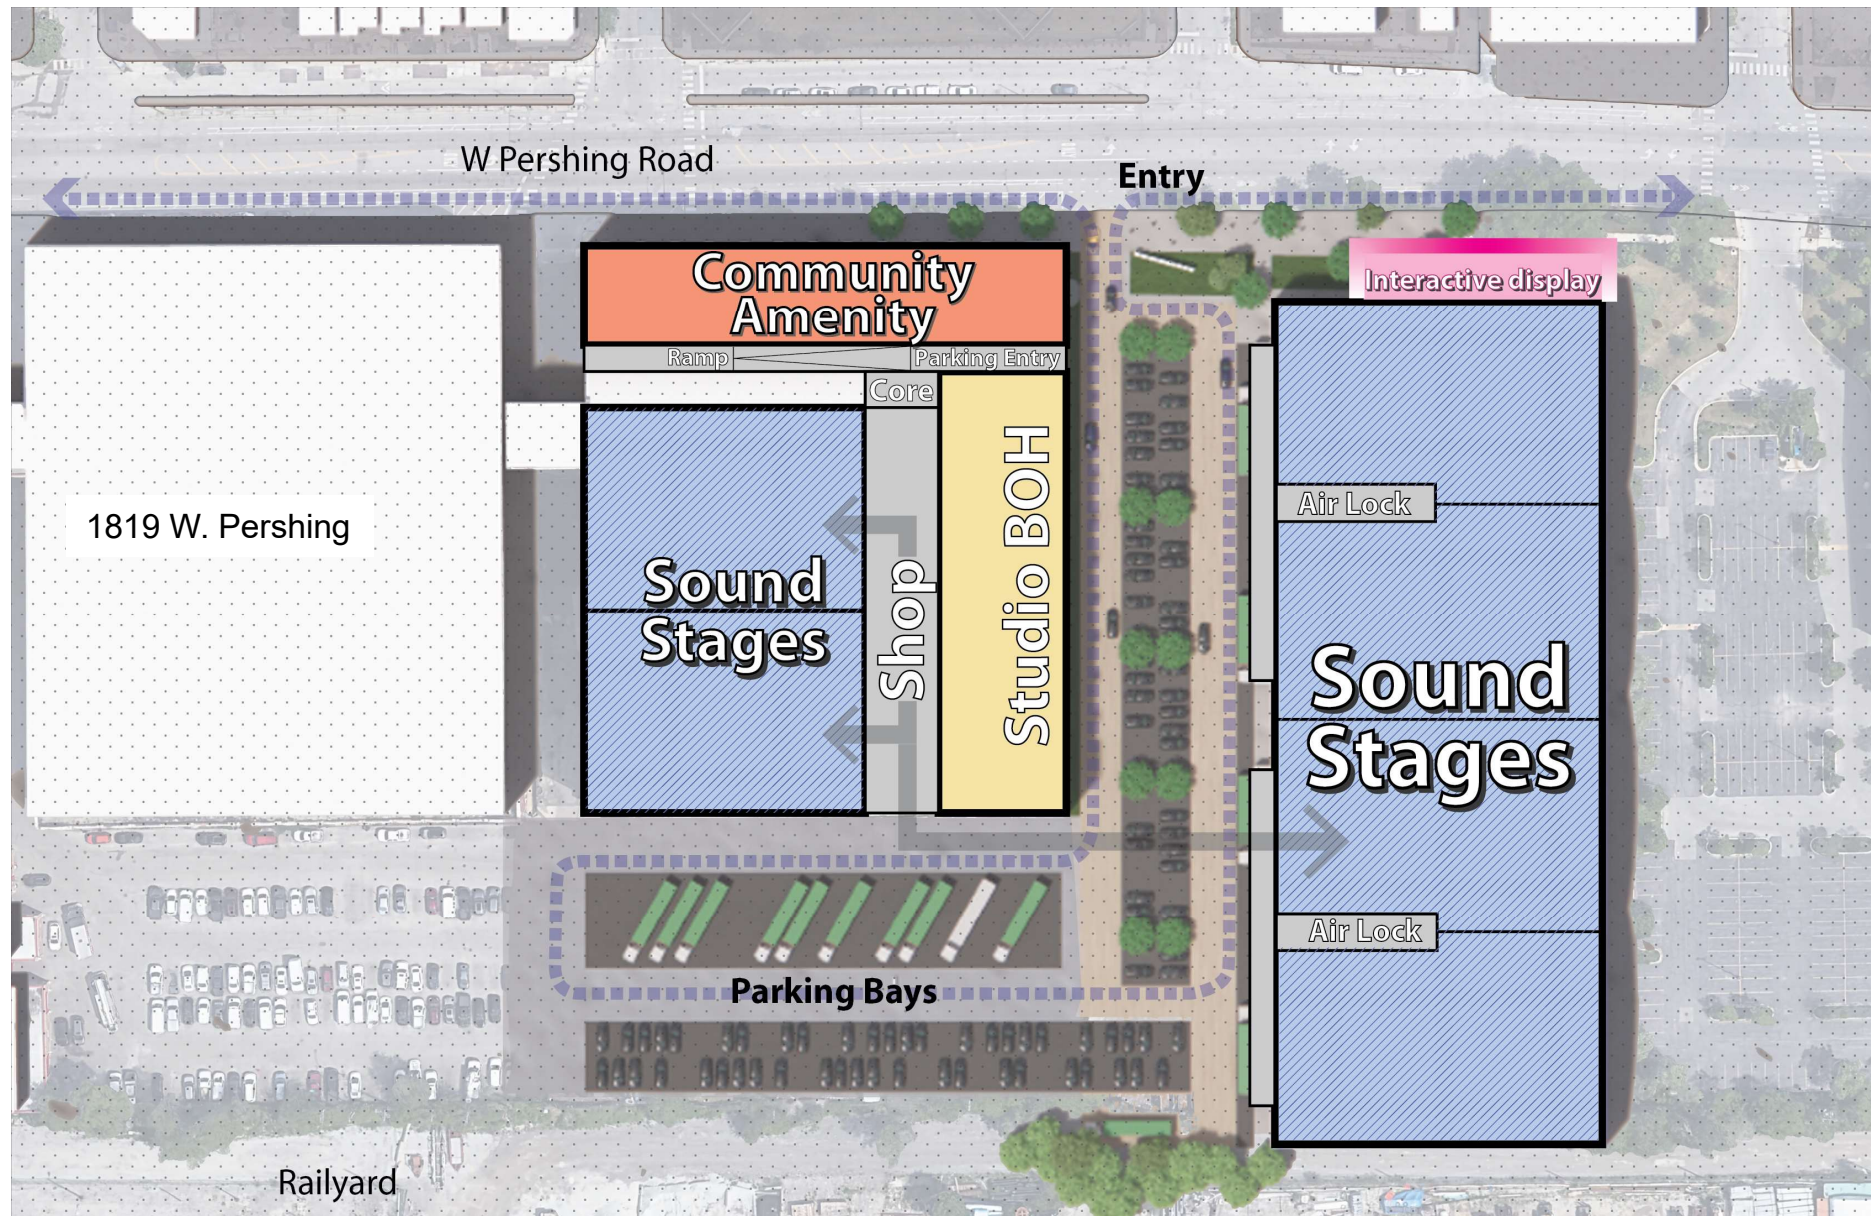 W Pershing Road
Entry
Community
Amenity
Interactive display
Ramp
Parking Entry
Core
1819 W. Pershing
Sound
Stages
Shop
Studio BOH
Air Lock
Sound
Stages
Air Lock
Parking Bays
Railyard